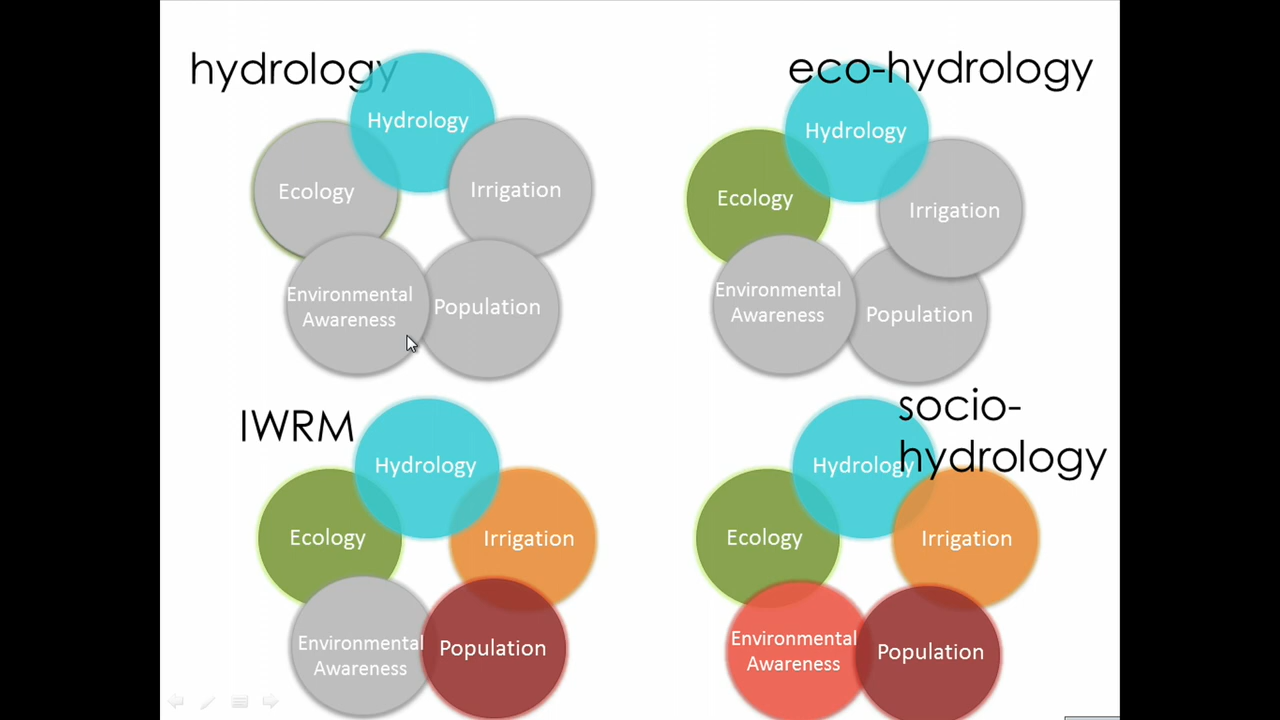 hydrology
Hydrology
Ecology
Irrigation
Environmental
Awareness
Population
eco-hydrology
Hydrology
Ecology
Irrigation
Environmental
Awareness
Population
IWRM
Hydrology
Ecology
Irrigation
Environmental
Awareness
Population
socio-
hydrology
Hydrology
Ecology
Irrigation
Environmental
Awareness
Population